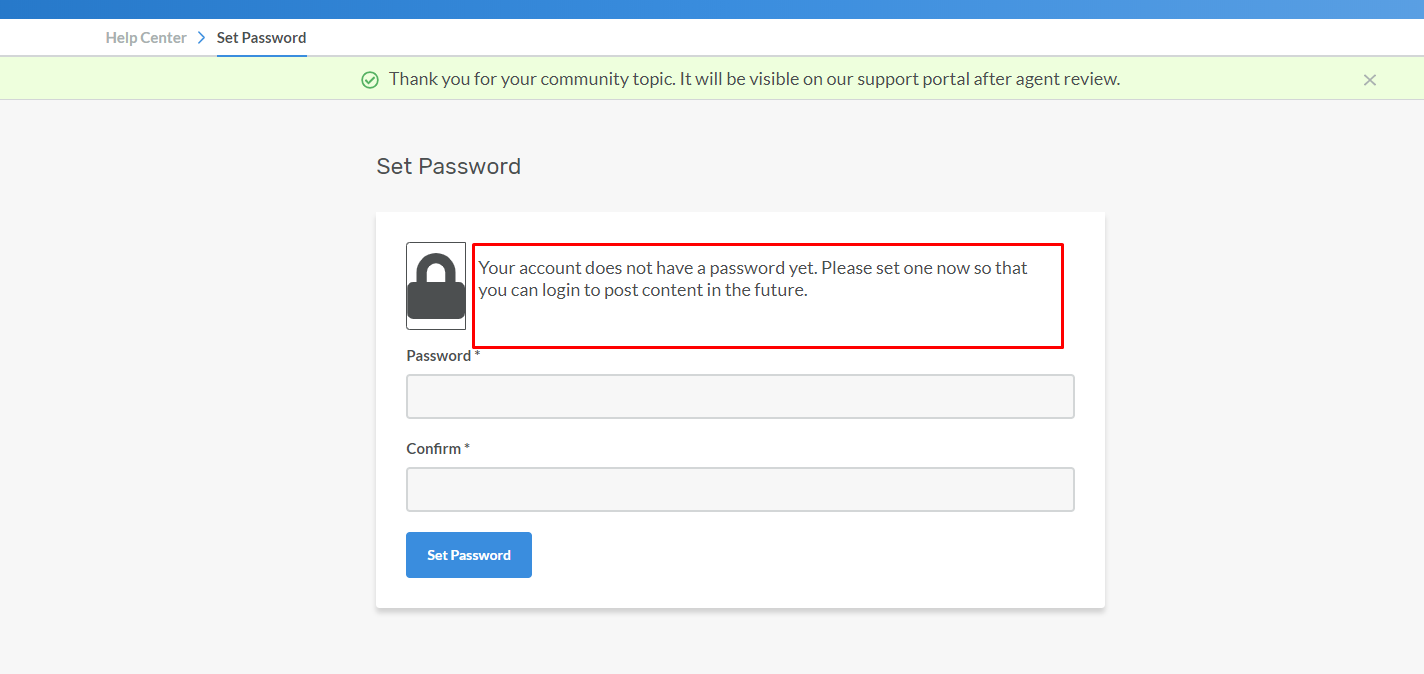 Help Center > Set Password
Thank you for your community topic. It will be visible on our support portal after agent review.
Set Password
Your account does not have a password yet. Please set one now so that
you can login to post content in the future.
Password *
Confirm *
Set Password